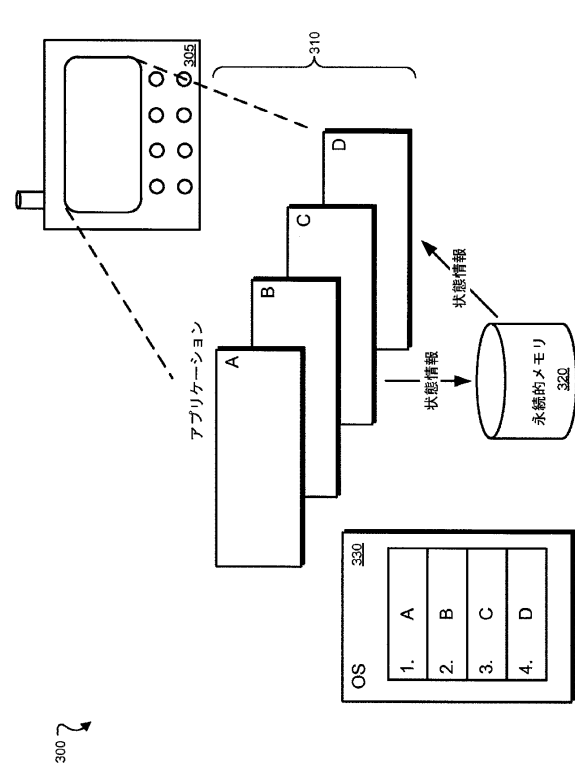 300
305
310
アプリケーション
A
B
C
D
状態情報
状態情報
永続的メモリ
320
OS
330
1. A
2. B
3. C
4. D